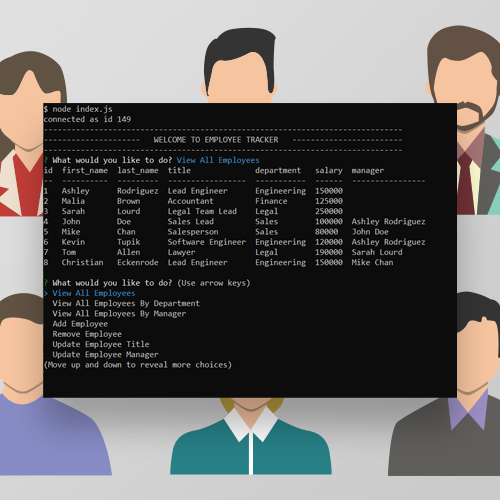 $ node index.js
connected as id 149
------------------------------------------------------------------------------
---------------------   WELCOME TO EMPLOYEE TRACKER   ------------------------
------------------------------------------------------------------------------
? What would you like to do? View All Employees
id  first_name  last_name  title              department   salary  manager
--  ----------  ---------  -----------------  -----------  ------  ----------------
1   Ashley      Rodriguez  Lead Engineer      Engineering  150000
2   Malia       Brown      Accountant         Finance      125000
3   Sarah       Lourd      Legal Team Lead    Legal        250000
4   John        Doe        Sales Lead         Sales        100000  Ashley Rodriguez
5   Mike        Chan       Salesperson        Sales        80000   John Doe
6   Kevin       Tupik      Software Engineer  Engineering  120000  Ashley Rodriguez
7   Tom         Allen      Lawyer             Legal        190000  Sarah Lourd
8   Christian   Eckenrode  Lead Engineer      Engineering  150000  Mike Chan
? What would you like to do? (Use arrow keys)
> View All Employees
  View All Employees By Department
  View All Employees By Manager
  Add Employee
  Remove Employee
  Update Employee Title
  Update Employee Manager
(Move up and down to reveal more choices)